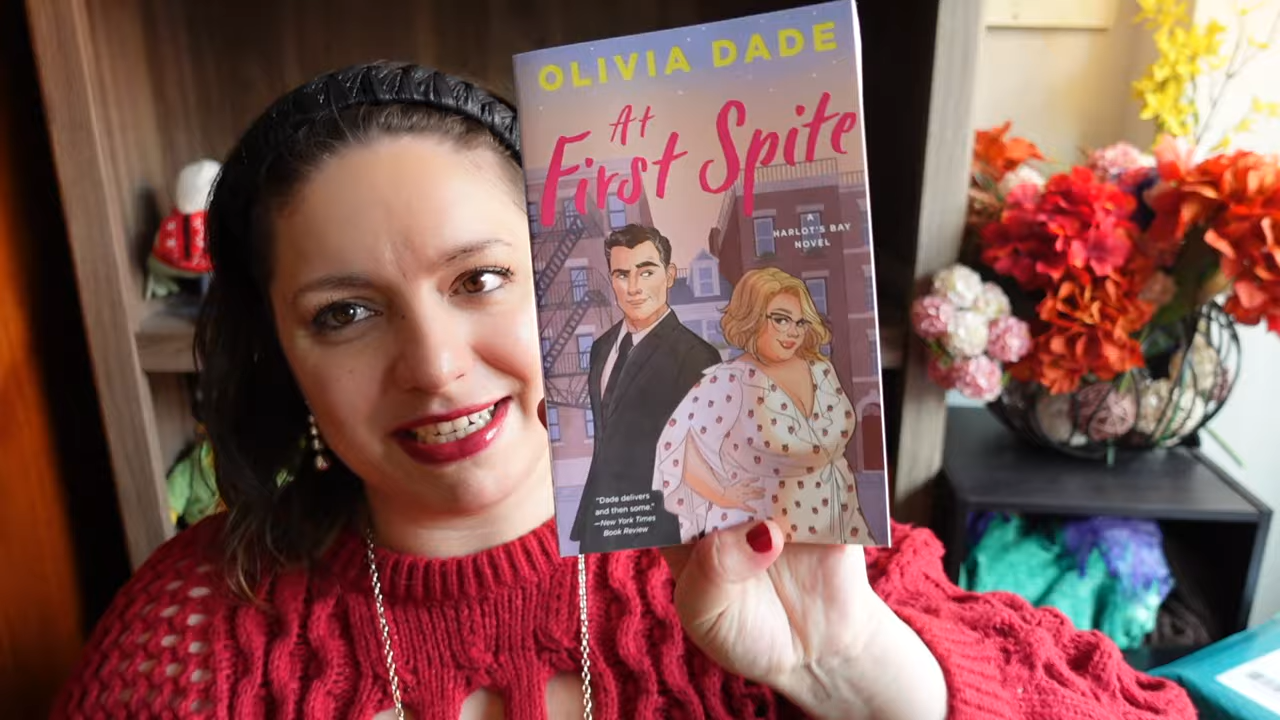 OLIVIA DADE
At
First Spite
A
HARLOT'S BAY
NOVEL
"Dade delivers
and then some."
—New York Times
Book Review